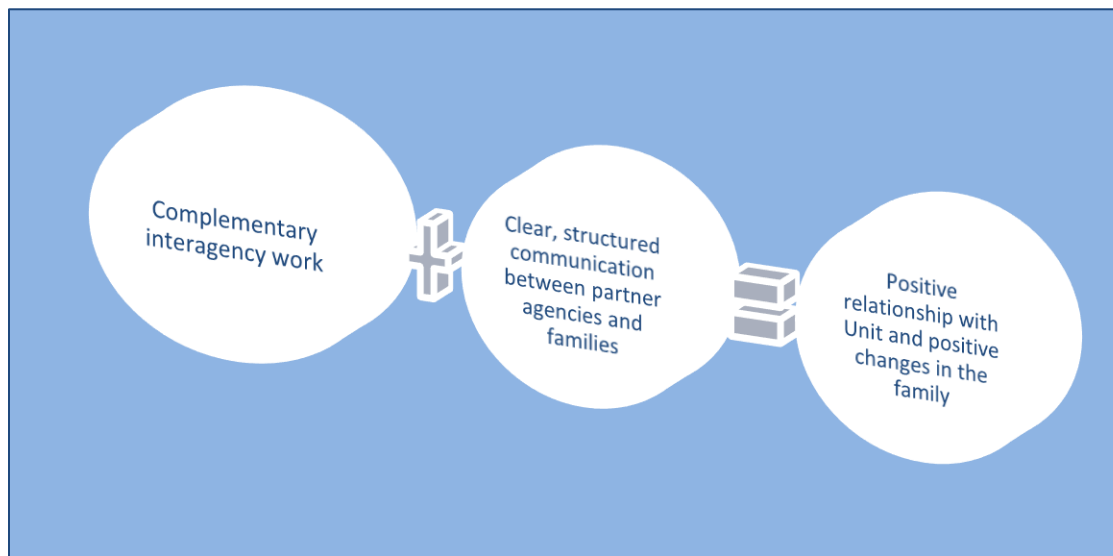 Complementary
interagency work
Clear, structured
communication
between partner
agencies and
families
Positive
relationship with
Unit and positive
changes in the
family